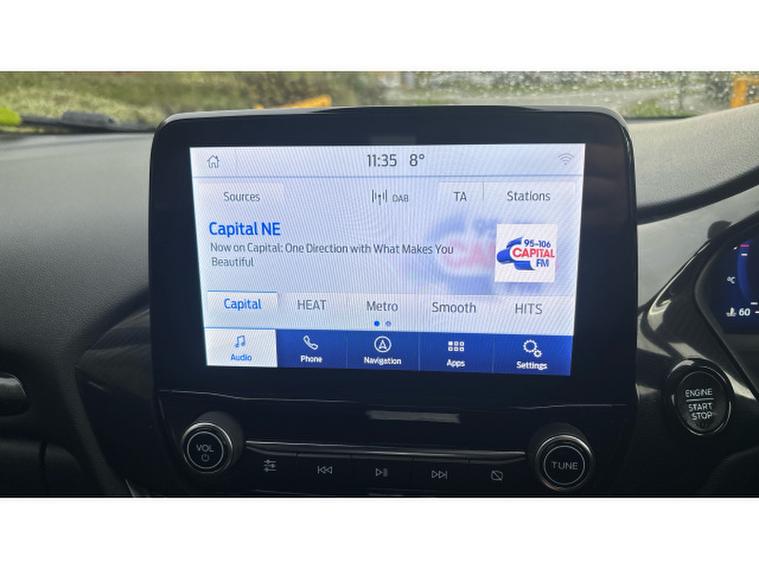 11:35 8°
Sources DAB TA Stations
Capital NE
Now on Capital: One Direction with What Makes You
Beautiful
95-106
CAPITAL
FM
Capital HEAT Metro Smooth HITS
Audio Phone Navigation Apps Settings
VOL
TUNE
ENGINE
START
STOP
°C
60